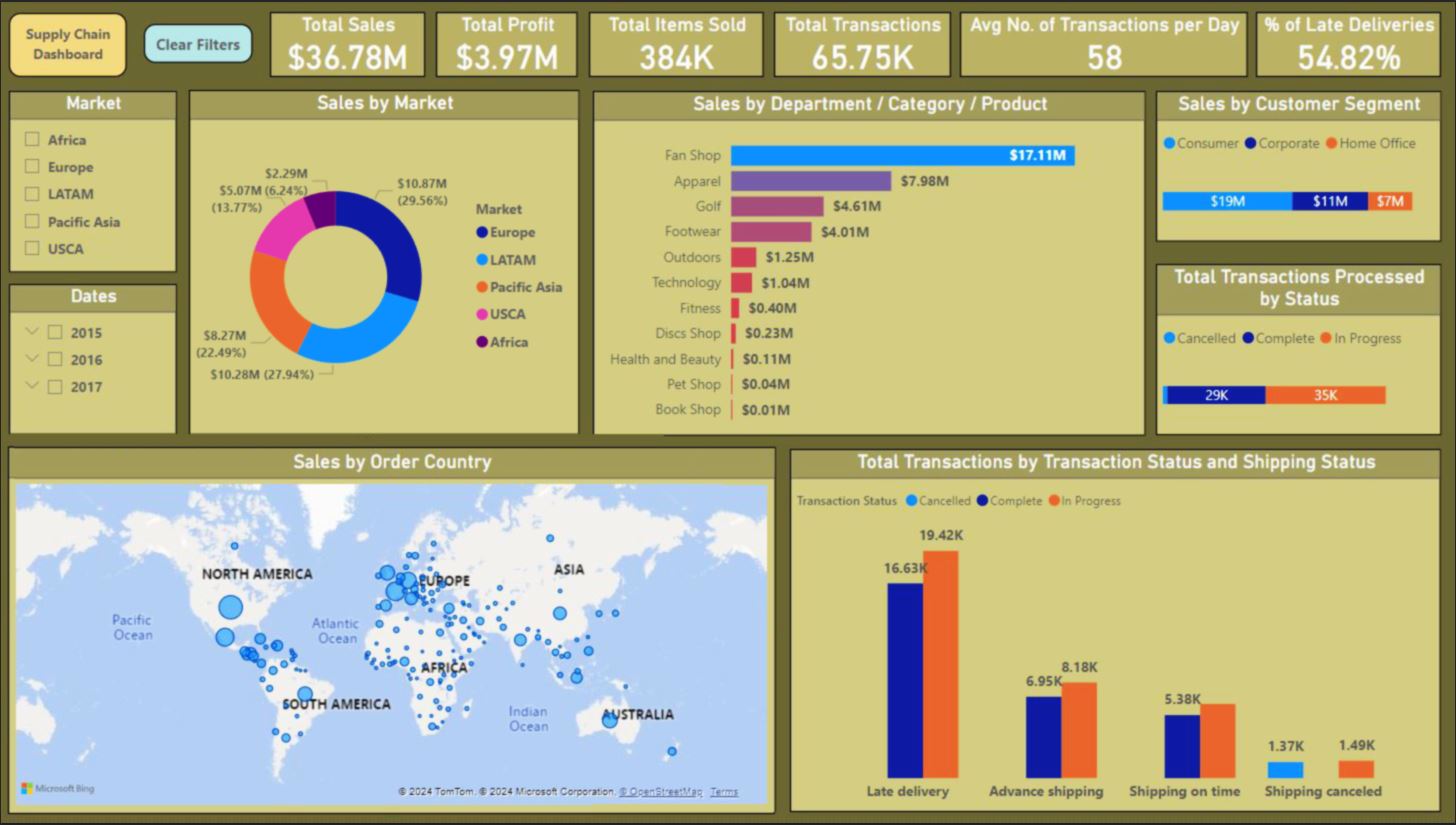 Supply Chain
Dashboard
Clear Filters
Total Sales
$36.78M
Total Profit
$3.97M
Total Items Sold
384K
Total Transactions
65.75K
Avg No. of Transactions per Day
58
% of Late Deliveries
54.82%
Market
Africa
Europe
LATAM
Pacific Asia
USCA
Dates
2015
2016
2017
Sales by Market
$2.29M
(6.24%)
$5.07M
(13.77%)
$10.87M
(29.56%)
$8.27M
(22.49%)
$10.28M (27.94%)
Market
Europe
LATAM
Pacific Asia
USCA
Africa
Sales by Department / Category / Product
Fan Shop $17.11M
Apparel $7.98M
Golf $4.61M
Footwear $4.01M
Outdoors $1.25M
Technology $1.04M
Fitness $0.40M
Discs Shop $0.23M
Health and Beauty $0.11M
Pet Shop $0.04M
Book Shop $0.01M
Sales by Customer Segment
Consumer Corporate Home Office
$19M $11M $7M
Total Transactions Processed
by Status
Cancelled Complete In Progress
29K 35K
Sales by Order Country
NORTH AMERICA
EUROPE
ASIA
Pacific
Ocean
Atlantic
Ocean
AFRICA
SOUTH AMERICA
Indian
Ocean
AUSTRALIA
Microsoft Bing
© 2024 TomTom, © 2024 Microsoft Corporation, © OpenStreetMap Terms
Total Transactions by Transaction Status and Shipping Status
Transaction Status Cancelled Complete In Progress
19.42K
16.63K
8.18K
6.95K
5.38K
1.37K
1.49K
Late delivery
Advance shipping
Shipping on time
Shipping canceled